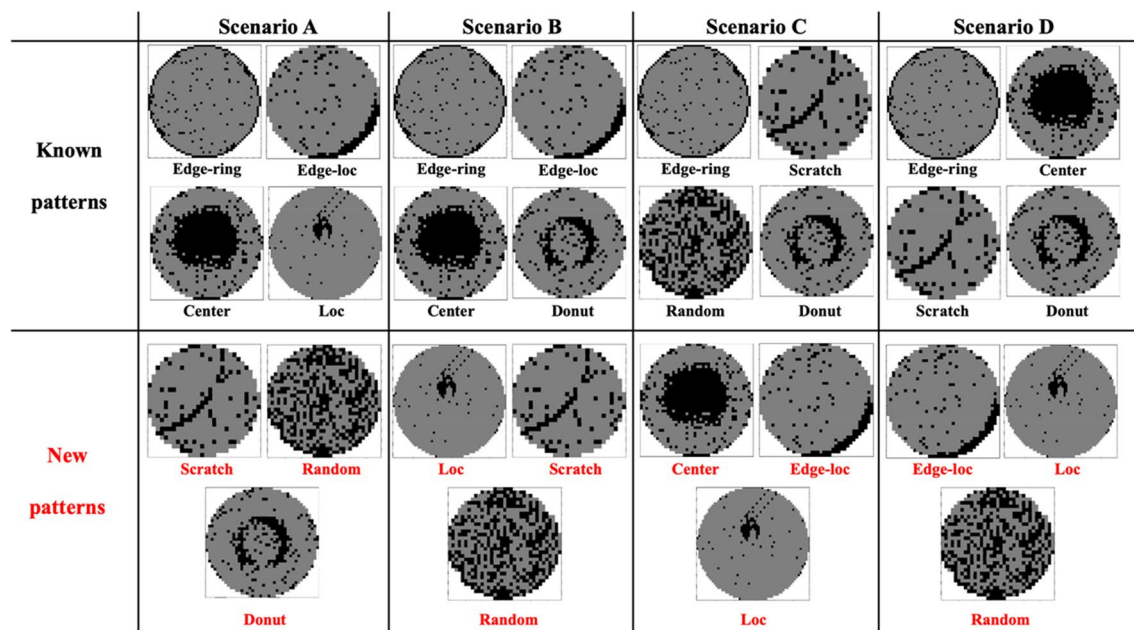 Scenario A Scenario B Scenario C Scenario D
Known
patterns
Edge-ring Edge-loc Edge-ring Edge-loc Edge-ring Scratch Edge-ring Center
Center Loc Center Donut Random Donut Scratch Donut
New
patterns
Scratch Random Loc Scratch Center Edge-loc Edge-loc Loc
Donut Random Loc Random